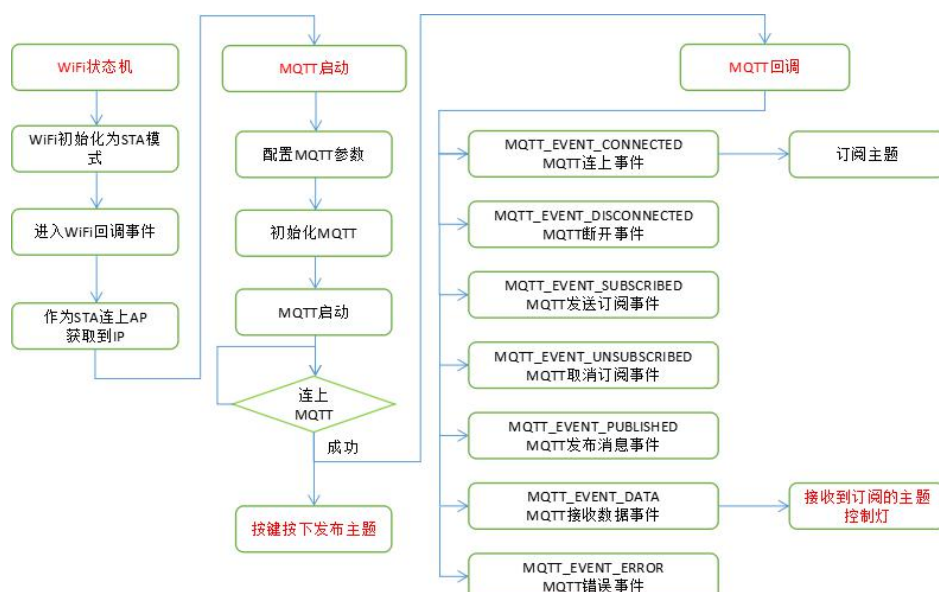 WiFi状态机
WiFi初始化为STA模
式
进入WiFi回调事件
作为STA连上AP
获取到IP
MQTT启动
配置MQTT参数
初始化MQTT
MQTT启动
连上
MQTT
成功
按键按下发布主题
MQTT回调
MQTT_EVENT_CONNECTED
MQTT连上事件
订阅主题
MQTT_EVENT_DISCONNECTED
MQTT断开事件
MQTT_EVENT_SUBSCRIBED
MQTT发送订阅事件
MQTT_EVENT_UNSUBSCRIBED
MQTT取消订阅事件
MQTT_EVENT_PUBLISHED
MQTT发布消息事件
MQTT_EVENT_DATA
MQTT接收数据事件
接收到订阅的主题
控制灯
MQTT_EVENT_ERROR
MQTT错误事件